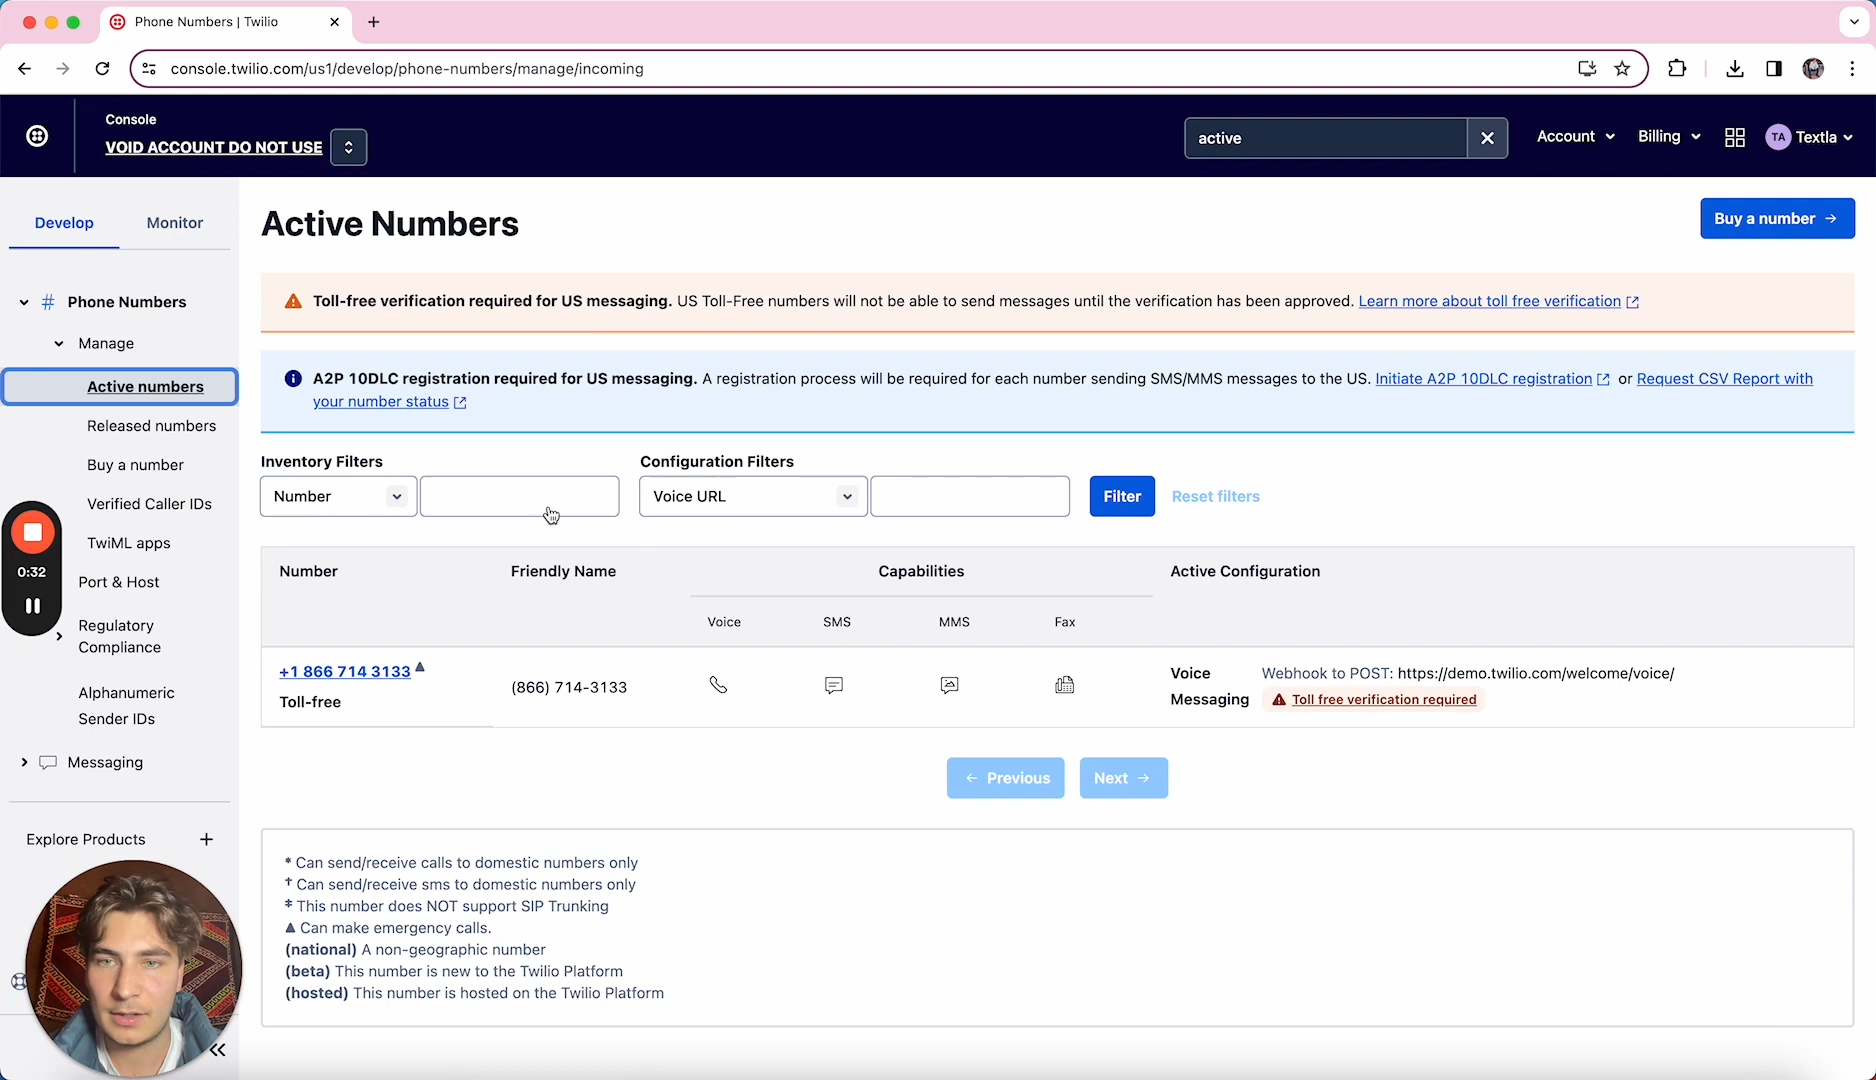 Phone Numbers | Twilio
console.twilio.com/us1/develop/phone-numbers/manage/incoming
Console
VOID ACCOUNT DO NOT USE
active
Account
Billing
TA
Textla
Develop
Monitor
# Phone Numbers
Manage
Active numbers
Released numbers
Buy a number
Verified Caller IDs
TwiML apps
Port & Host
Regulatory
Compliance
Alphanumeric
Sender IDs
Messaging
Explore Products +
0:32
Active Numbers
Buy a number →
Toll-free verification required for US messaging. US Toll-Free numbers will not be able to send messages until the verification has been approved. Learn more about toll free verification
A2P 10DLC registration required for US messaging. A registration process will be required for each number sending SMS/MMS messages to the US. Initiate A2P 10DLC registration or Request CSV Report with
your number status
Inventory Filters
Configuration Filters
Number
Voice URL
Filter
Reset filters
Number
Friendly Name
Capabilities
Active Configuration
Voice
SMS
MMS
Fax
+1 866 714 3133 ▲
Toll-free
(866) 714-3133
Voice Webhook to POST: https://demo.twilio.com/welcome/voice/
Messaging Toll free verification required
← Previous
Next →
* Can send/receive calls to domestic numbers only
† Can send/receive sms to domestic numbers only
‡ This number does NOT support SIP Trunking
▲ Can make emergency calls.
(national) A non-geographic number
(beta) This number is new to the Twilio Platform
(hosted) This number is hosted on the Twilio Platform